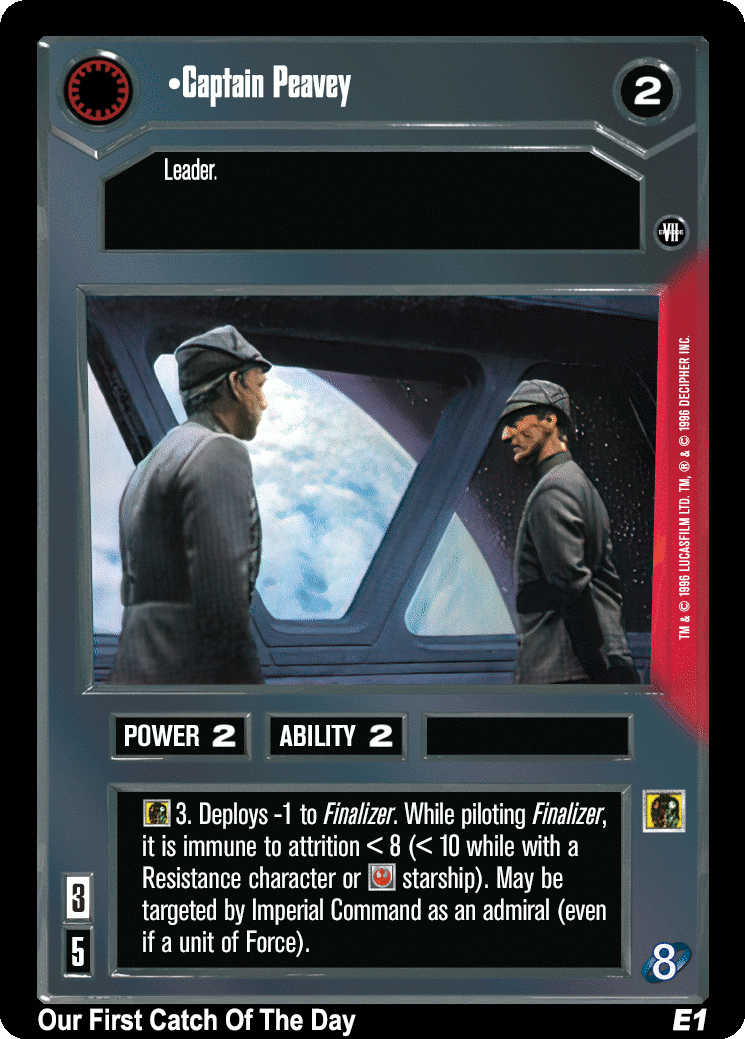 •Captain Peavey
2
Leader.
EPISODE VII
TM & © 1996 LUCASFILM LTD. TM, ® & © 1996 DECIPHER INC.
POWER 2
ABILITY 2
3. Deploys -1 to Finalizer. While piloting Finalizer,
it is immune to attrition < 8 (< 10 while with a
Resistance character or starship). May be
targeted by Imperial Command as an admiral (even
if a unit of Force).
3
5
8
Our First Catch Of The Day
E1